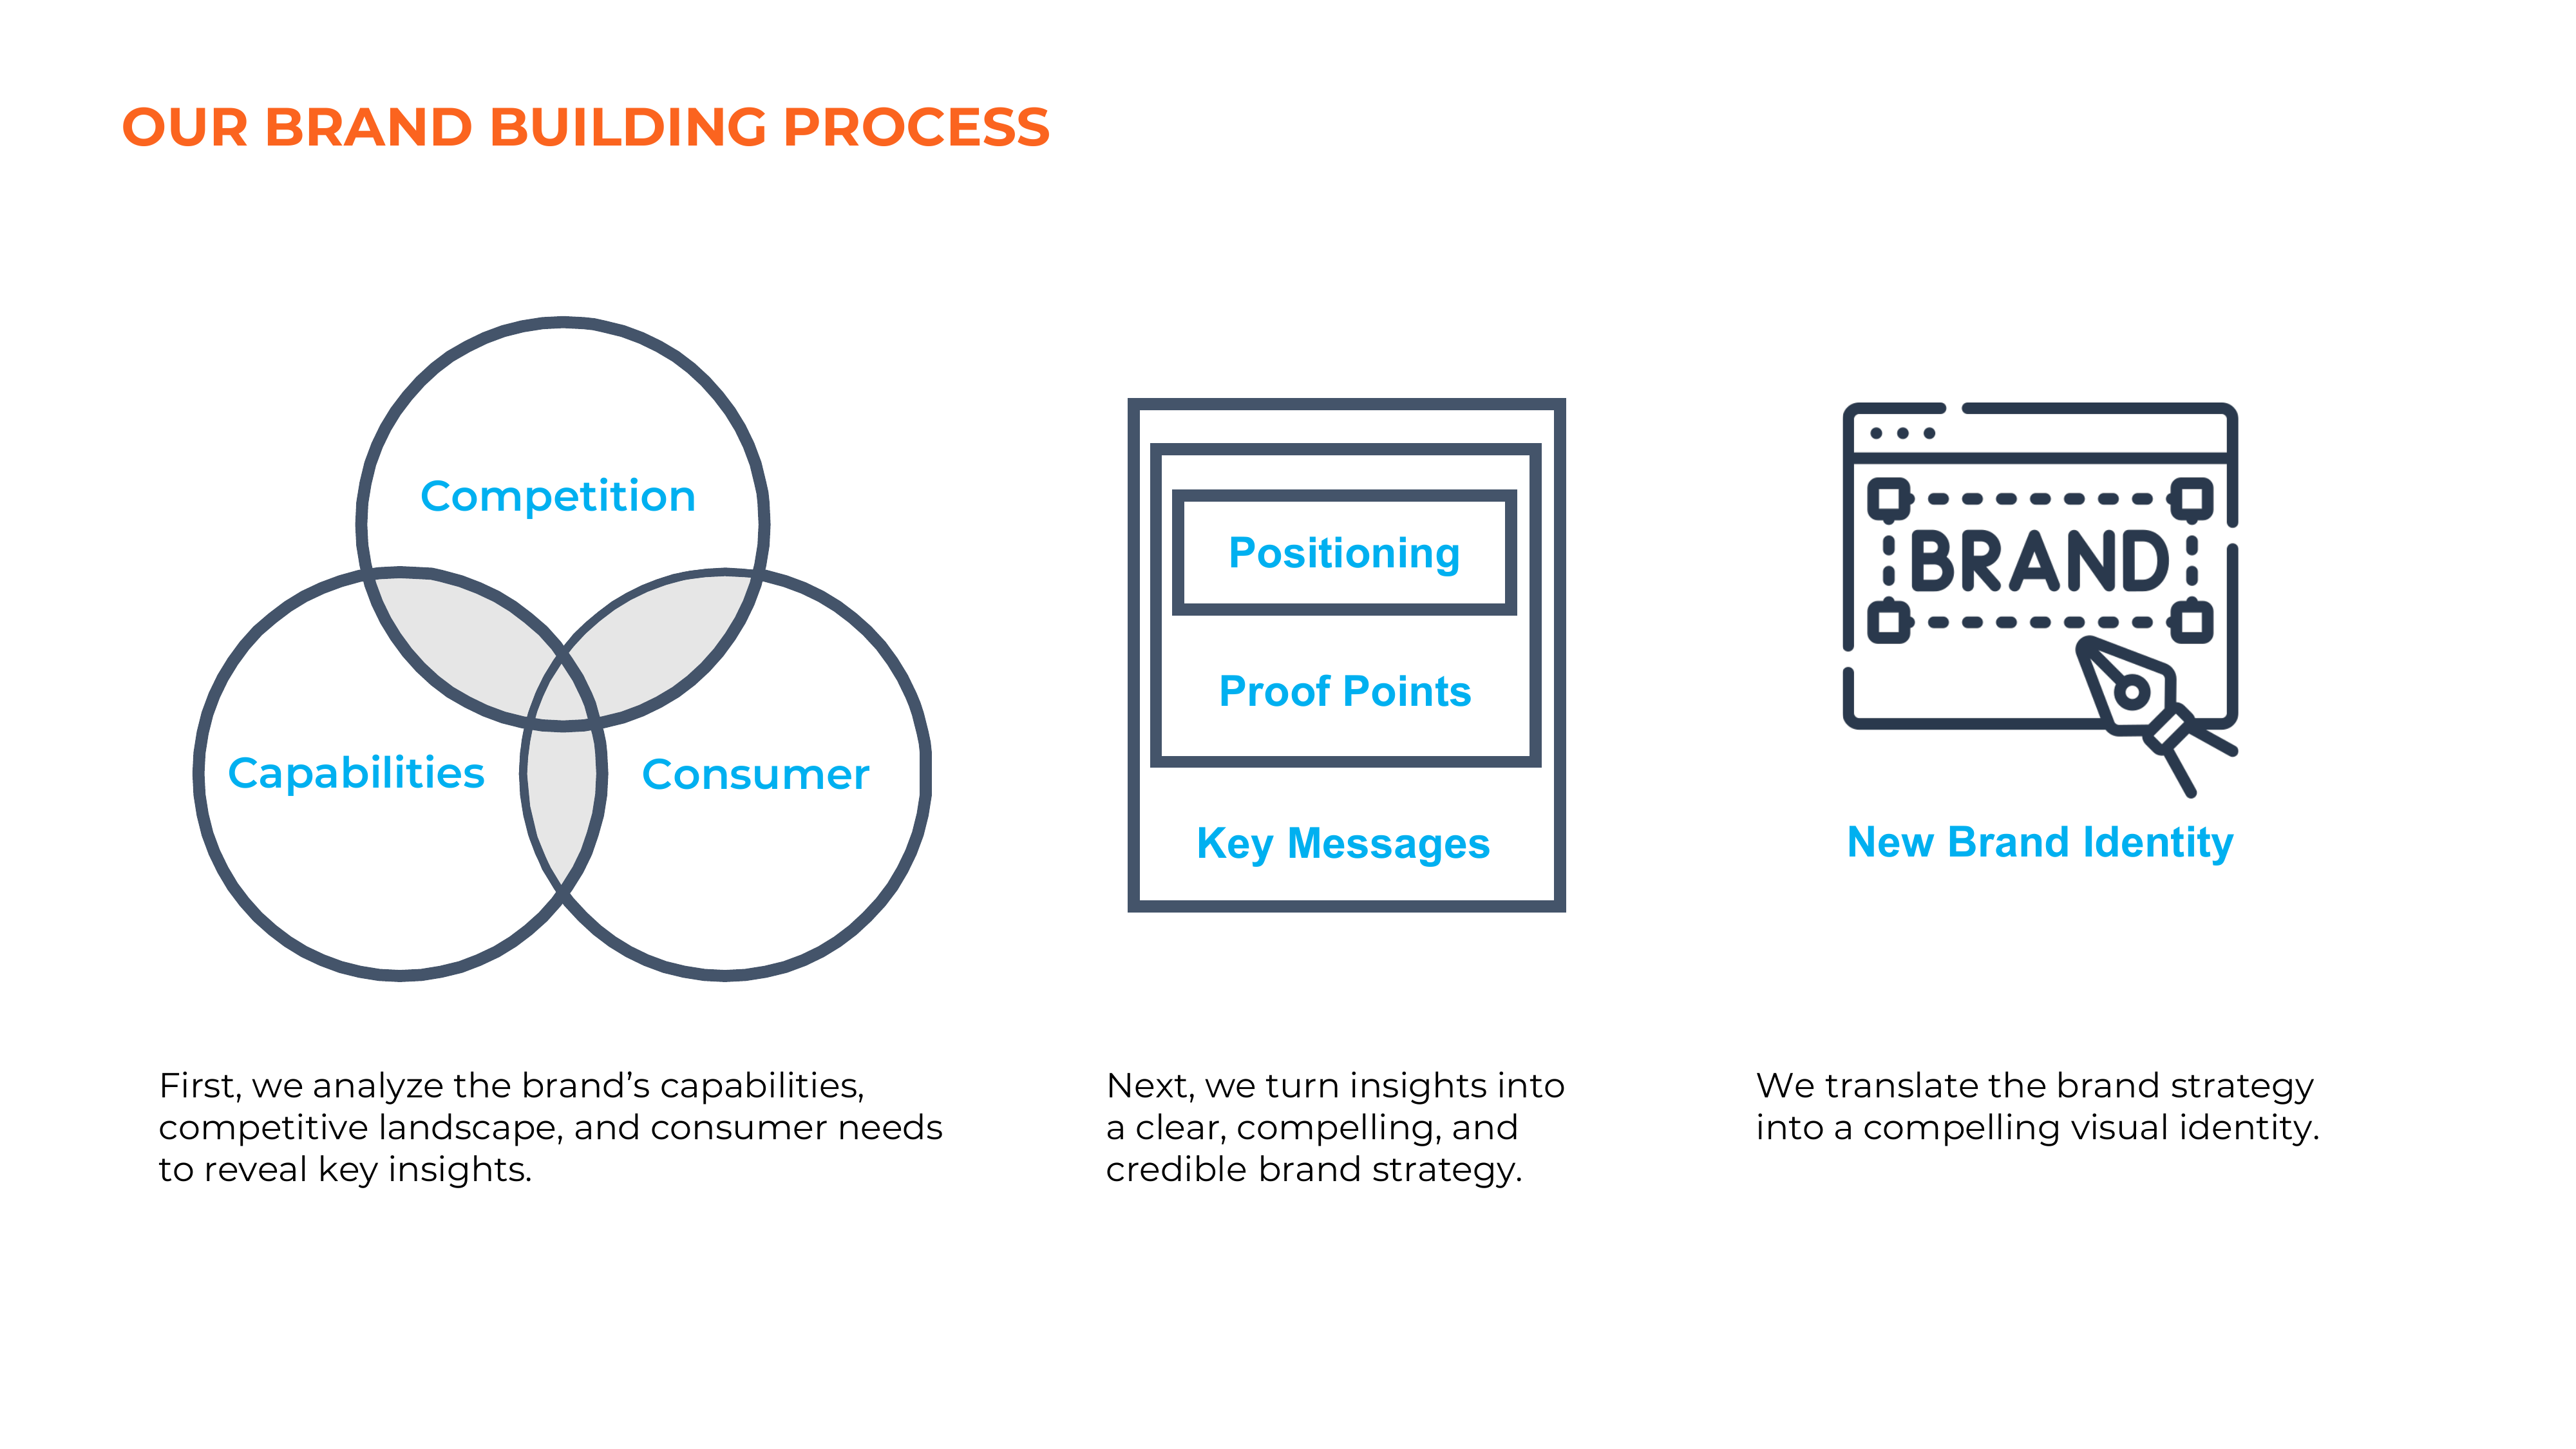 OUR BRAND BUILDING PROCESS
Competition
Capabilities
Consumer
First, we analyze the brand’s capabilities,
competitive landscape, and consumer needs
to reveal key insights.
Positioning
Proof Points
Key Messages
Next, we turn insights into
a clear, compelling, and
credible brand strategy.
BRAND
New Brand Identity
We translate the brand strategy
into a compelling visual identity.